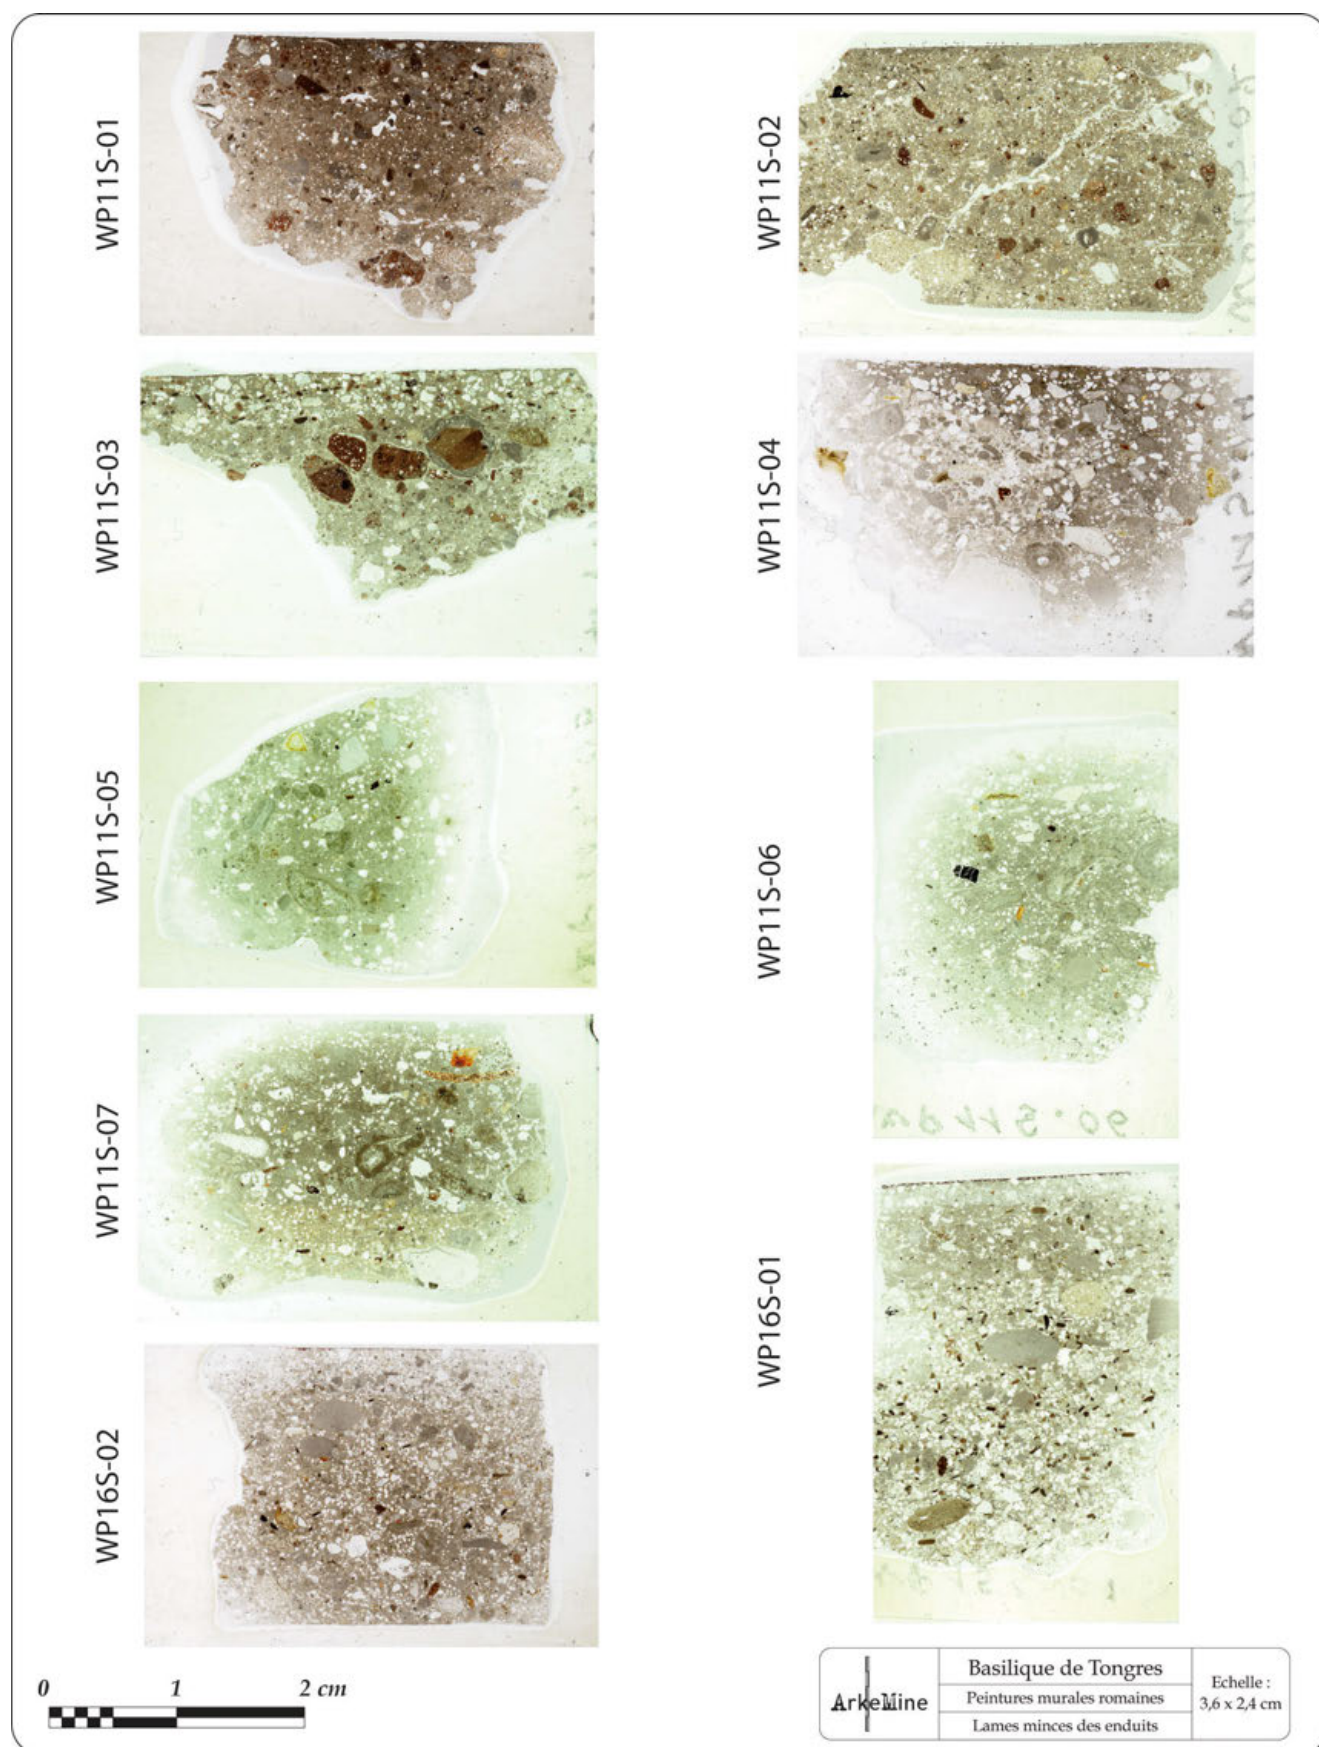 WP11S-01
WP11S-02
WP11S-03
WP11S-04
WP11S-05
WP11S-06
WP11S-07
WP16S-01
WP16S-02
0 1 2 cm
ArkeMine
Basilique de Tongres
Peintures murales romaines
Lames minces des enduits
Echelle :
3,6 x 2,4 cm